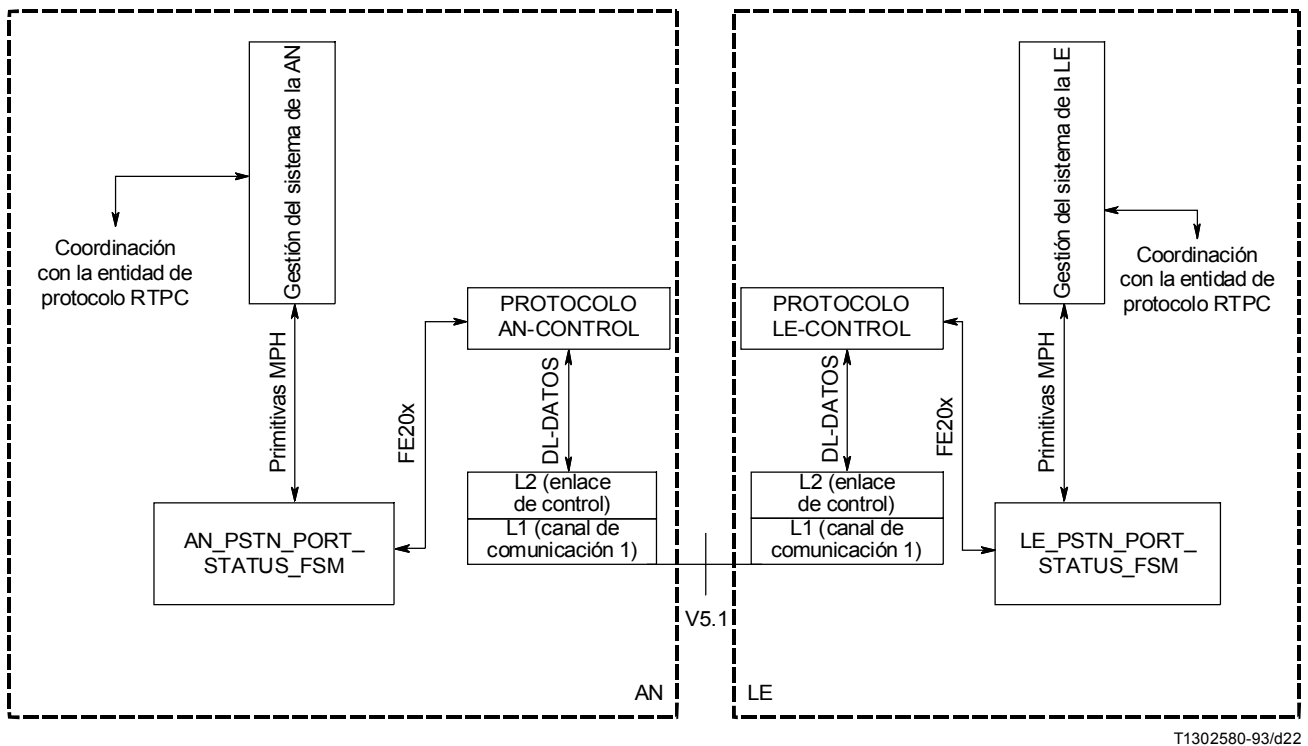 Gestión del sistema de la AN
Coordinación
con la entidad de
protocolo RTPC
Primitivas MPH
AN_PSTN_PORT_
STATUS_FSM
FE20x
PROTOCOLO
AN-CONTROL
DL-DATOS
L2 (enlace
de control)
L1 (canal de
comunicación 1)
AN
V5.1
PROTOCOLO
LE-CONTROL
DL-DATOS
L2 (enlace
de control)
L1 (canal de
comunicación 1)
FE20x
Gestión del sistema de la LE
Coordinación
con la entidad de
protocolo RTPC
Primitivas MPH
LE_PSTN_PORT_
STATUS_FSM
LE
T1302580-93/d22